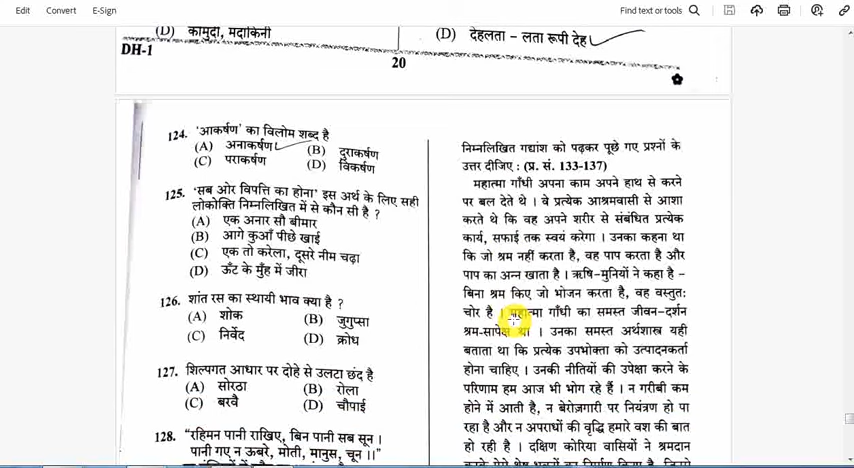 Edit Convert E-Sign Find text or tools
(D) कौमुदी, मंदाकिनी
(D) देहलता – लता रूपी देह
DH-1
20
124. 'आकर्षण' का विलोम शब्द है
(A) अनाकर्षण (B) दुराकर्षण
(C) पराकर्षण (D) विकर्षण
125. 'सब ओर विपत्ति का होना' इस अर्थ के लिए सही
लोकोक्ति निम्नलिखित में से कौन सी है ?
(A) एक अनार सौ बीमार
(B) आगे कुआँ पीछे खाई
(C) एक तो करेला, दूसरे नीम चढ़ा
(D) ऊँट के मुँह में जीरा
126. शांत रस का स्थायी भाव क्या है ?
(A) शोक (B) जुगुप्सा
(C) निर्वेद (D) क्रोध
127. शिल्पगत आधार पर दोहे से उलटा छंद है
(A) सोरठा (B) रोला
(C) बरवै (D) चौपाई
128. "रहिमन पानी राखिए, बिन पानी सब सून ।
पानी गए न ऊबरे, मोती, मानुस, चून ।।"
निम्नलिखित गद्यांश को पढ़कर पूछे गए प्रश्नों के
उत्तर दीजिए : (प्र. सं. 133-137)
महात्मा गाँधी अपना काम अपने हाथ से करने
पर बल देते थे । वे प्रत्येक आश्रमवासी से आशा
करते थे कि वह अपने शरीर से संबंधित प्रत्येक
कार्य, सफाई तक स्वयं करेगा । उनका कहना था
कि जो श्रम नहीं करता है, वह पाप करता है और
पाप का अन्न खाता है । ऋषि-मुनियों ने कहा है –
बिना श्रम किए जो भोजन करता है, वह वस्तुतः
चोर है । महात्मा गाँधी का समस्त जीवन-दर्शन
श्रम-सापेक्ष था । उनका समस्त अर्थशास्त्र यही
बताता था कि प्रत्येक उपभोक्ता को उत्पादनकर्ता
होना चाहिए । उनकी नीतियों की उपेक्षा करने के
परिणाम हम आज भी भोग रहे हैं । न गरीबी कम
होने में आती है, न बेरोज़गारी पर नियंत्रण हो पा
रहा है और न अपराधों की वृद्धि हमारे वश की बात
हो रही है । दक्षिण कोरिया वासियों ने श्रमदान